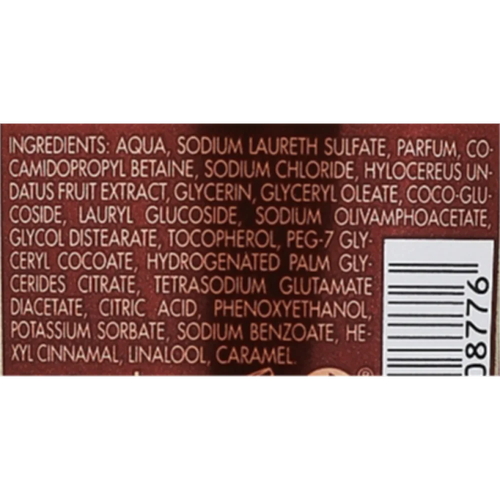 INGREDIENTS: AQUA, SODIUM LAURETH SULFATE, PARFUM, CO-
CAMIDOPROPYL BETAINE, SODIUM CHLORIDE, HYLOCEREUS UN-
DATUS FRUIT EXTRACT, GLYCERIN, GLYCERYL OLEATE, COCO-GLU-
COSIDE, LAURYL GLUCOSIDE, SODIUM OLIVAMPHOACETATE,
GLYCOL DISTEARATE, TOCOPHEROL, PEG-7 GLY-
CERYL COCOATE, HYDROGENATED PALM GLY-
CERIDES CITRATE, TETRASODIUM GLUTAMATE
DIACETATE, CITRIC ACID, PHENOXYETHANOL,
POTASSIUM SORBATE, SODIUM BENZOATE, HE-
XYL CINNAMAL, LINALOOL, CARAMEL.
®
08776